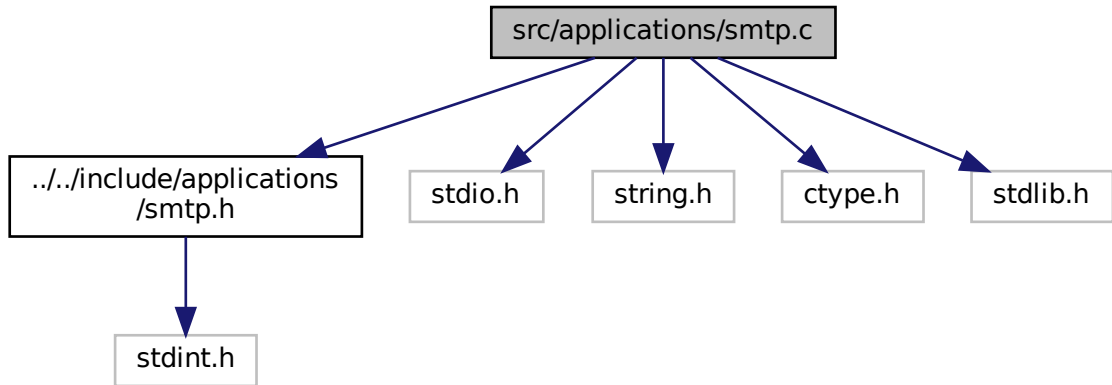 src/applications/smtp.c
../../include/applications
/smtp.h
stdio.h
string.h
ctype.h
stdlib.h
stdint.h